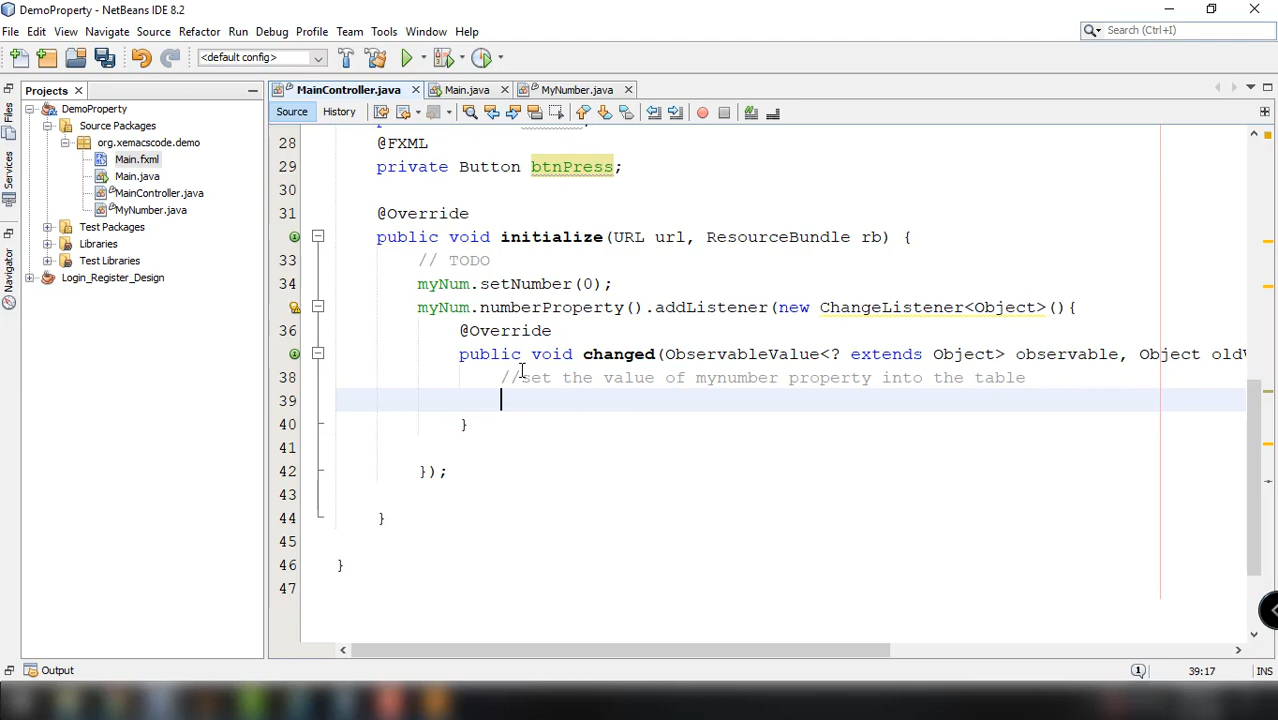 DemoProperty - NetBeans IDE 8.2
File Edit View Navigate Source Refactor Run Debug Profile Team Tools Window Help
Search (Ctrl+I)
<default config>
Projects
MainController.java
Main.java
MyNumber.java
Source
History
Files
Services
Navigator
DemoProperty
Source Packages
org.xemacscode.demo
Main.fxml
Main.java
MainController.java
MyNumber.java
Test Packages
Libraries
Test Libraries
Login_Register_Design
28 @FXML
29 private Button btnPress;
30
31 @Override
public void initialize(URL url, ResourceBundle rb) {
33 // TODO
34 myNum.setNumber(0);
myNum.numberProperty().addListener(new ChangeListener<Object>(){
36 @Override
public void changed(ObservableValue<? extends Object> observable, Object oldV
38 //set the value of mynumber property into the table
39
40 }
41
42 });
43
44 }
45
46 }
47
Output
1
39:17
INS